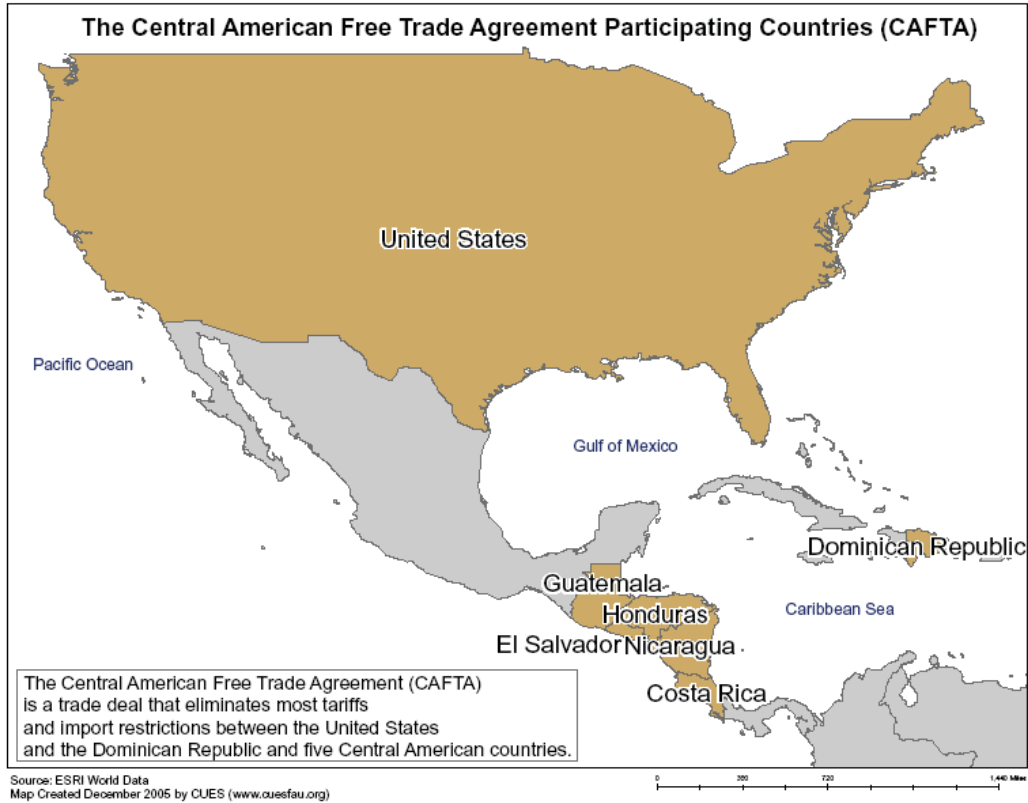 The Central American Free Trade Agreement Participating Countries (CAFTA)
United States
Pacific Ocean
Gulf of Mexico
Dominican Republic
Guatemala
Caribbean Sea
Honduras
El Salvador
Nicaragua
Costa Rica
The Central American Free Trade Agreement (CAFTA)
is a trade deal that eliminates most tariffs
and import restrictions between the United States
and the Dominican Republic and five Central American countries.
Source: ESRI World Data
Map Created December 2005 by CUES (www.cuesfau.org)
0 720 1,440 Miles